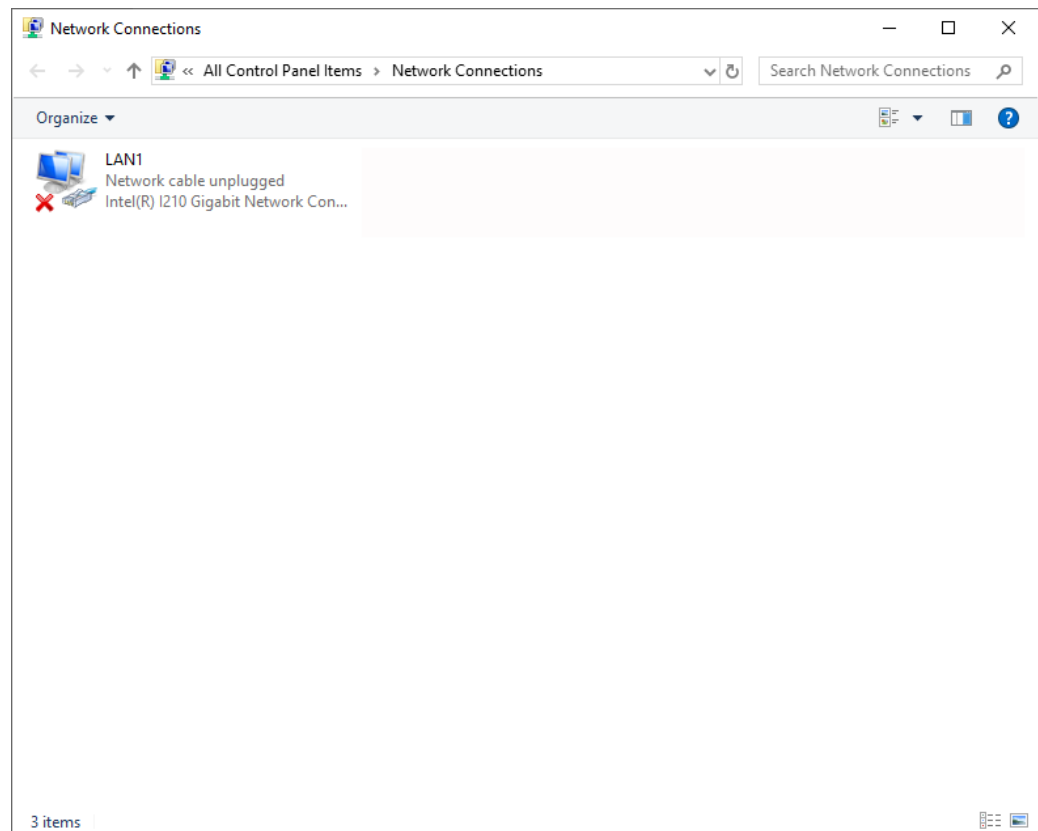 Network Connections
« All Control Panel Items > Network Connections
Search Network Connections
Organize
LAN1
Network cable unplugged
Intel(R) I210 Gigabit Network Con...
3 items